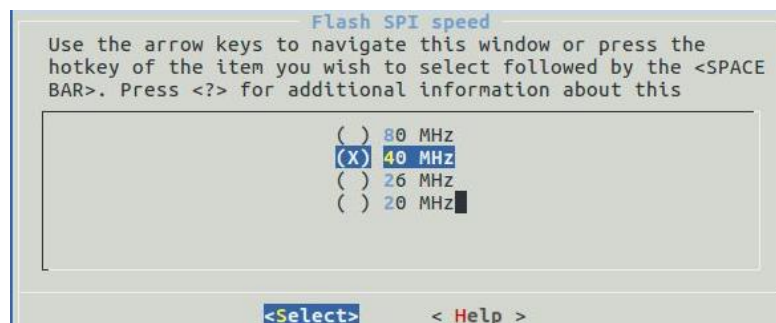 Flash SPI speed
Use the arrow keys to navigate this window or press the
hotkey of the item you wish to select followed by the <SPACE
BAR>. Press <?> for additional information about this
( ) 80 MHz
(X) 40 MHz
( ) 26 MHz
( ) 20 MHz
<Select> < Help >